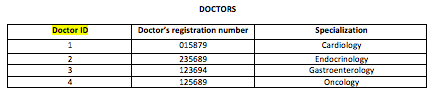 DOCTORS
Doctor ID Doctor's registration number Specialization
1 015879 Cardiology
2 235689 Endocrinology
3 123694 Gastroenterology
4 125689 Oncology